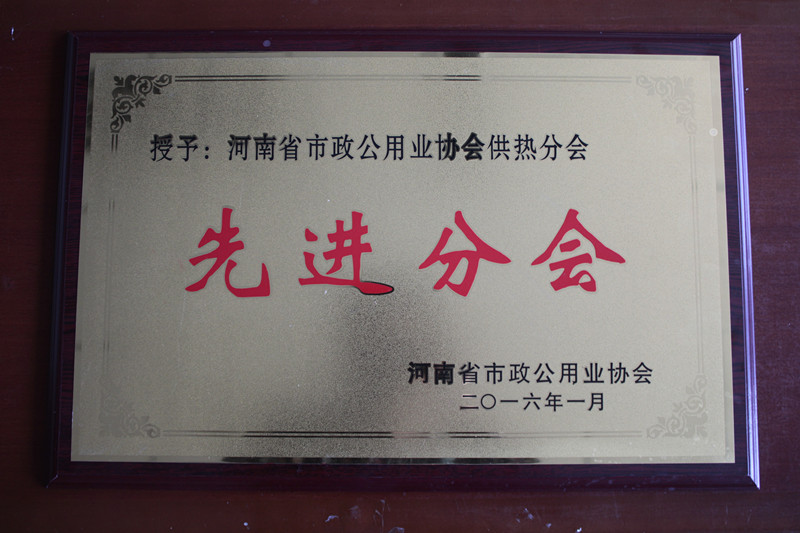 授予：河南省市政公用业协会供热分会
先进分会
河南省市政公用业协会
二〇一六年一月